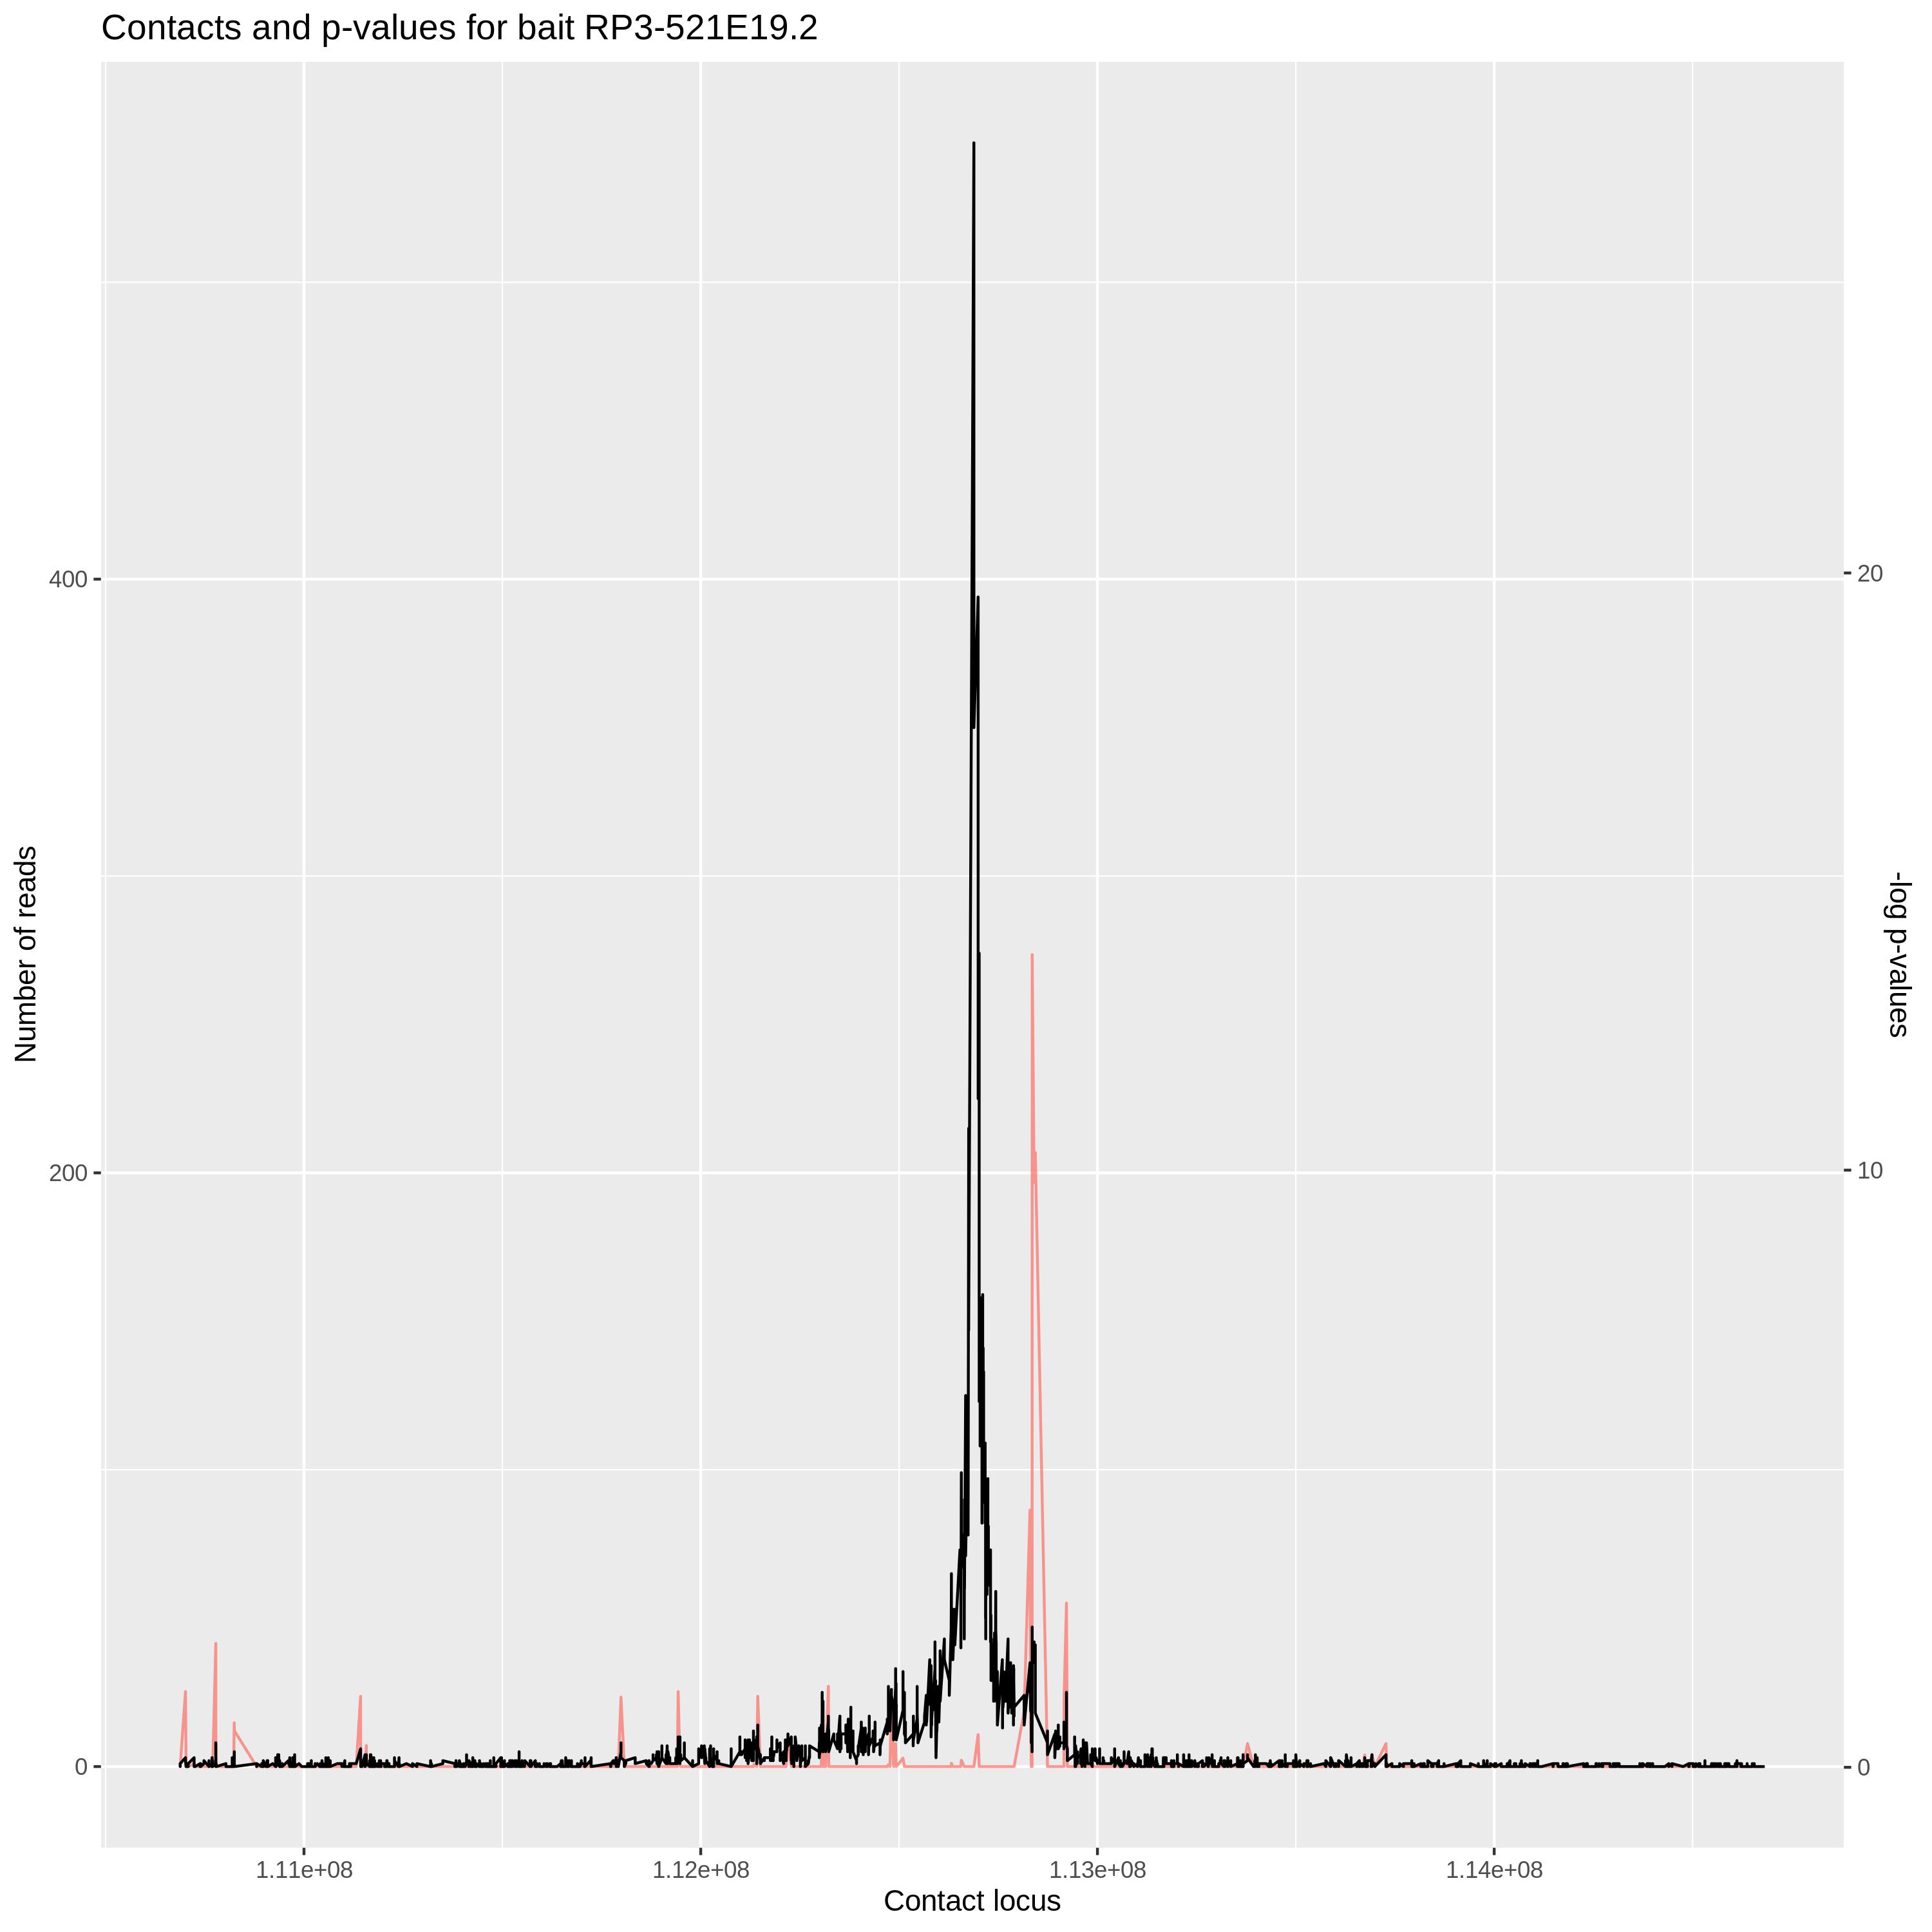 Contacts and p-values for bait RP3-521E19.2
Number of reads
400
200
0
20
10
0
-log p-values
1.11e+08
1.12e+08
1.13e+08
1.14e+08
Contact locus